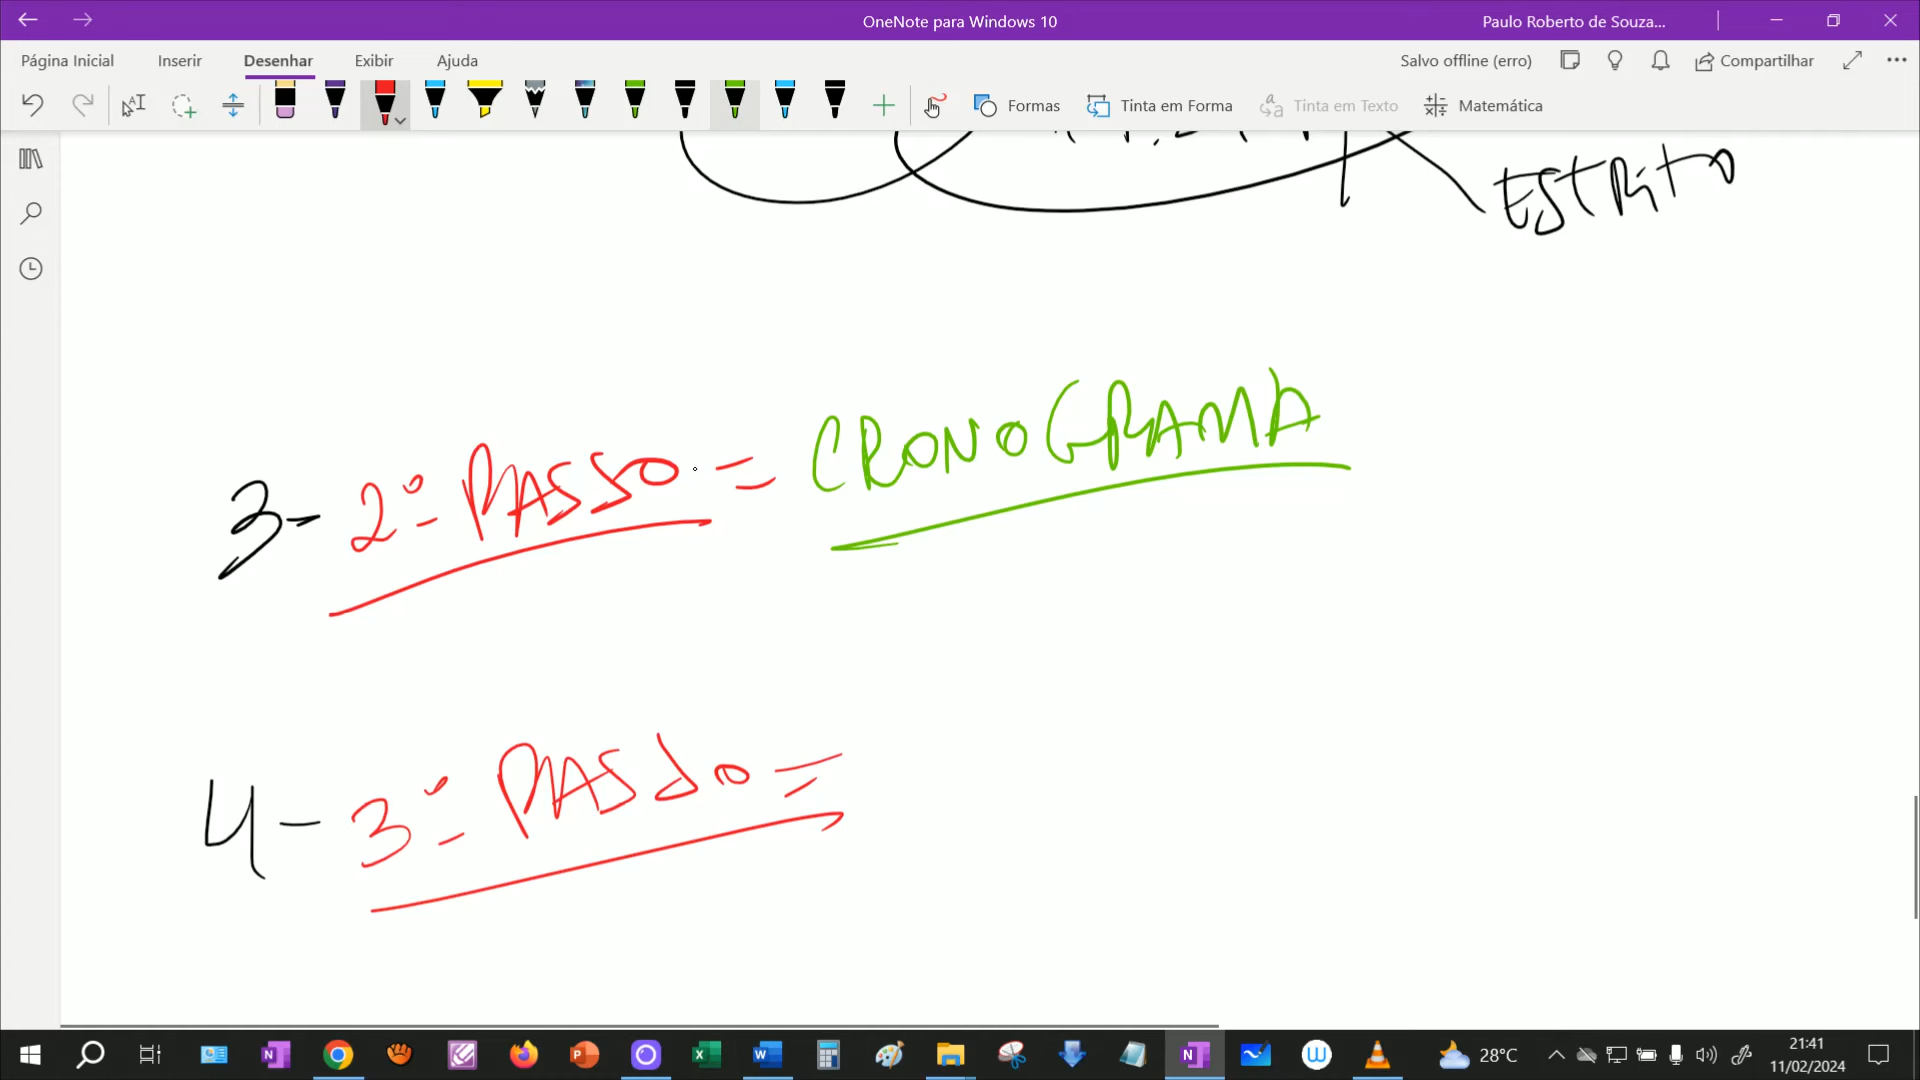 OneNote para Windows 10
Paulo Roberto de Souza...
Página Inicial
Inserir
Desenhar
Exibir
Ajuda
Salvo offline (erro)
Compartilhar
Formas
Tinta em Forma
Tinta em Texto
Matemática
ESTRITO
3- 2º PASSO = CRONOGRAMA
4- 3º PASSO =
28°C
21:41
11/02/2024